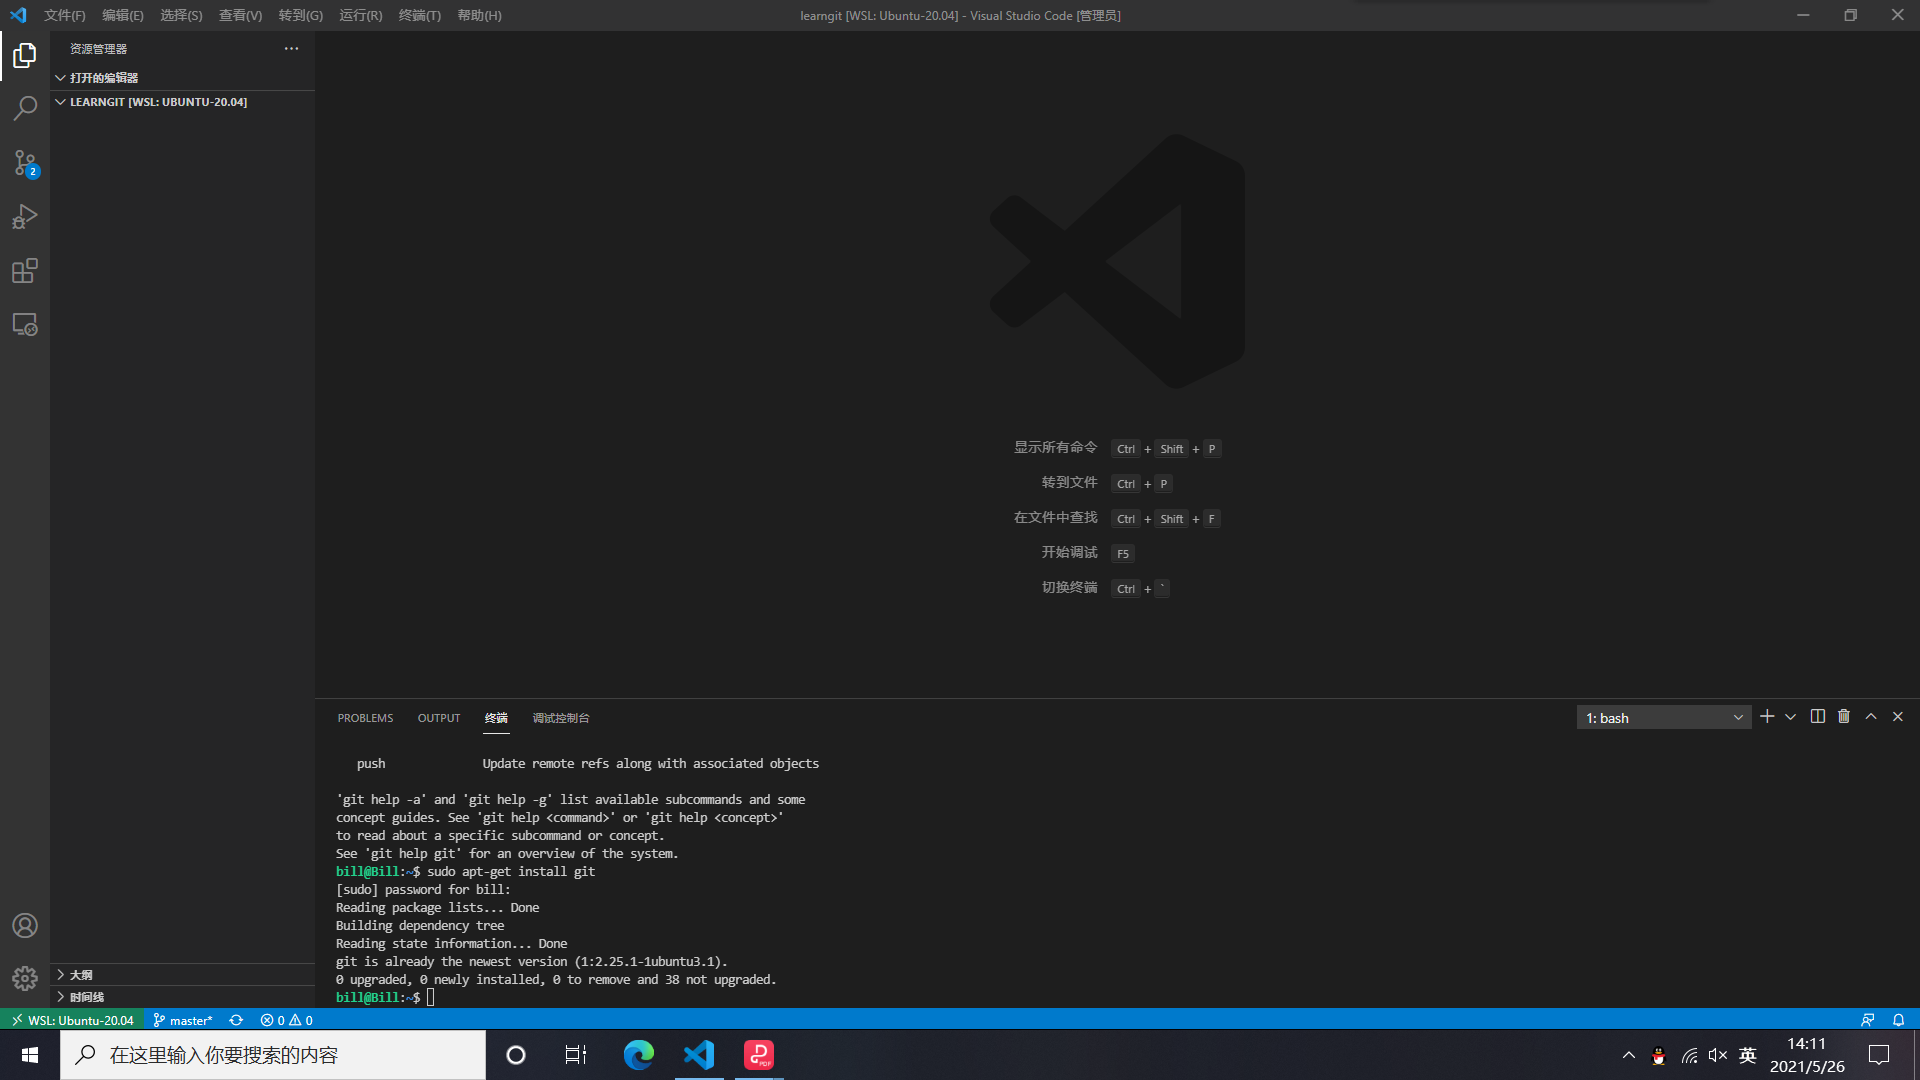 文件(F) 编辑(E) 选择(S) 查看(V) 转到(G) 运行(R) 终端(T) 帮助(H)
learngit [WSL: Ubuntu-20.04] - Visual Studio Code [管理员]
资源管理器
打开的编辑器
LEARNGIT [WSL: UBUNTU-20.04]
2
显示所有命令 Ctrl + Shift + P
转到文件 Ctrl + P
在文件中查找 Ctrl + Shift + F
开始调试 F5
切换终端 Ctrl + `
PROBLEMS OUTPUT 终端 调试控制台
1: bash
push Update remote refs along with associated objects
'git help -a' and 'git help -g' list available subcommands and some
concept guides. See 'git help <command>' or 'git help <concept>'
to read about a specific subcommand or concept.
See 'git help git' for an overview of the system.
bill@Bill:~$ sudo apt-get install git
[sudo] password for bill:
Reading package lists... Done
Building dependency tree
Reading state information... Done
git is already the newest version (1:2.25.1-1ubuntu3.1).
0 upgraded, 0 newly installed, 0 to remove and 38 not upgraded.
bill@Bill:~$
大纲
时间线
WSL: Ubuntu-20.04 master* 0 0
在这里输入你要搜索的内容
PDF
英
14:11
2021/5/26